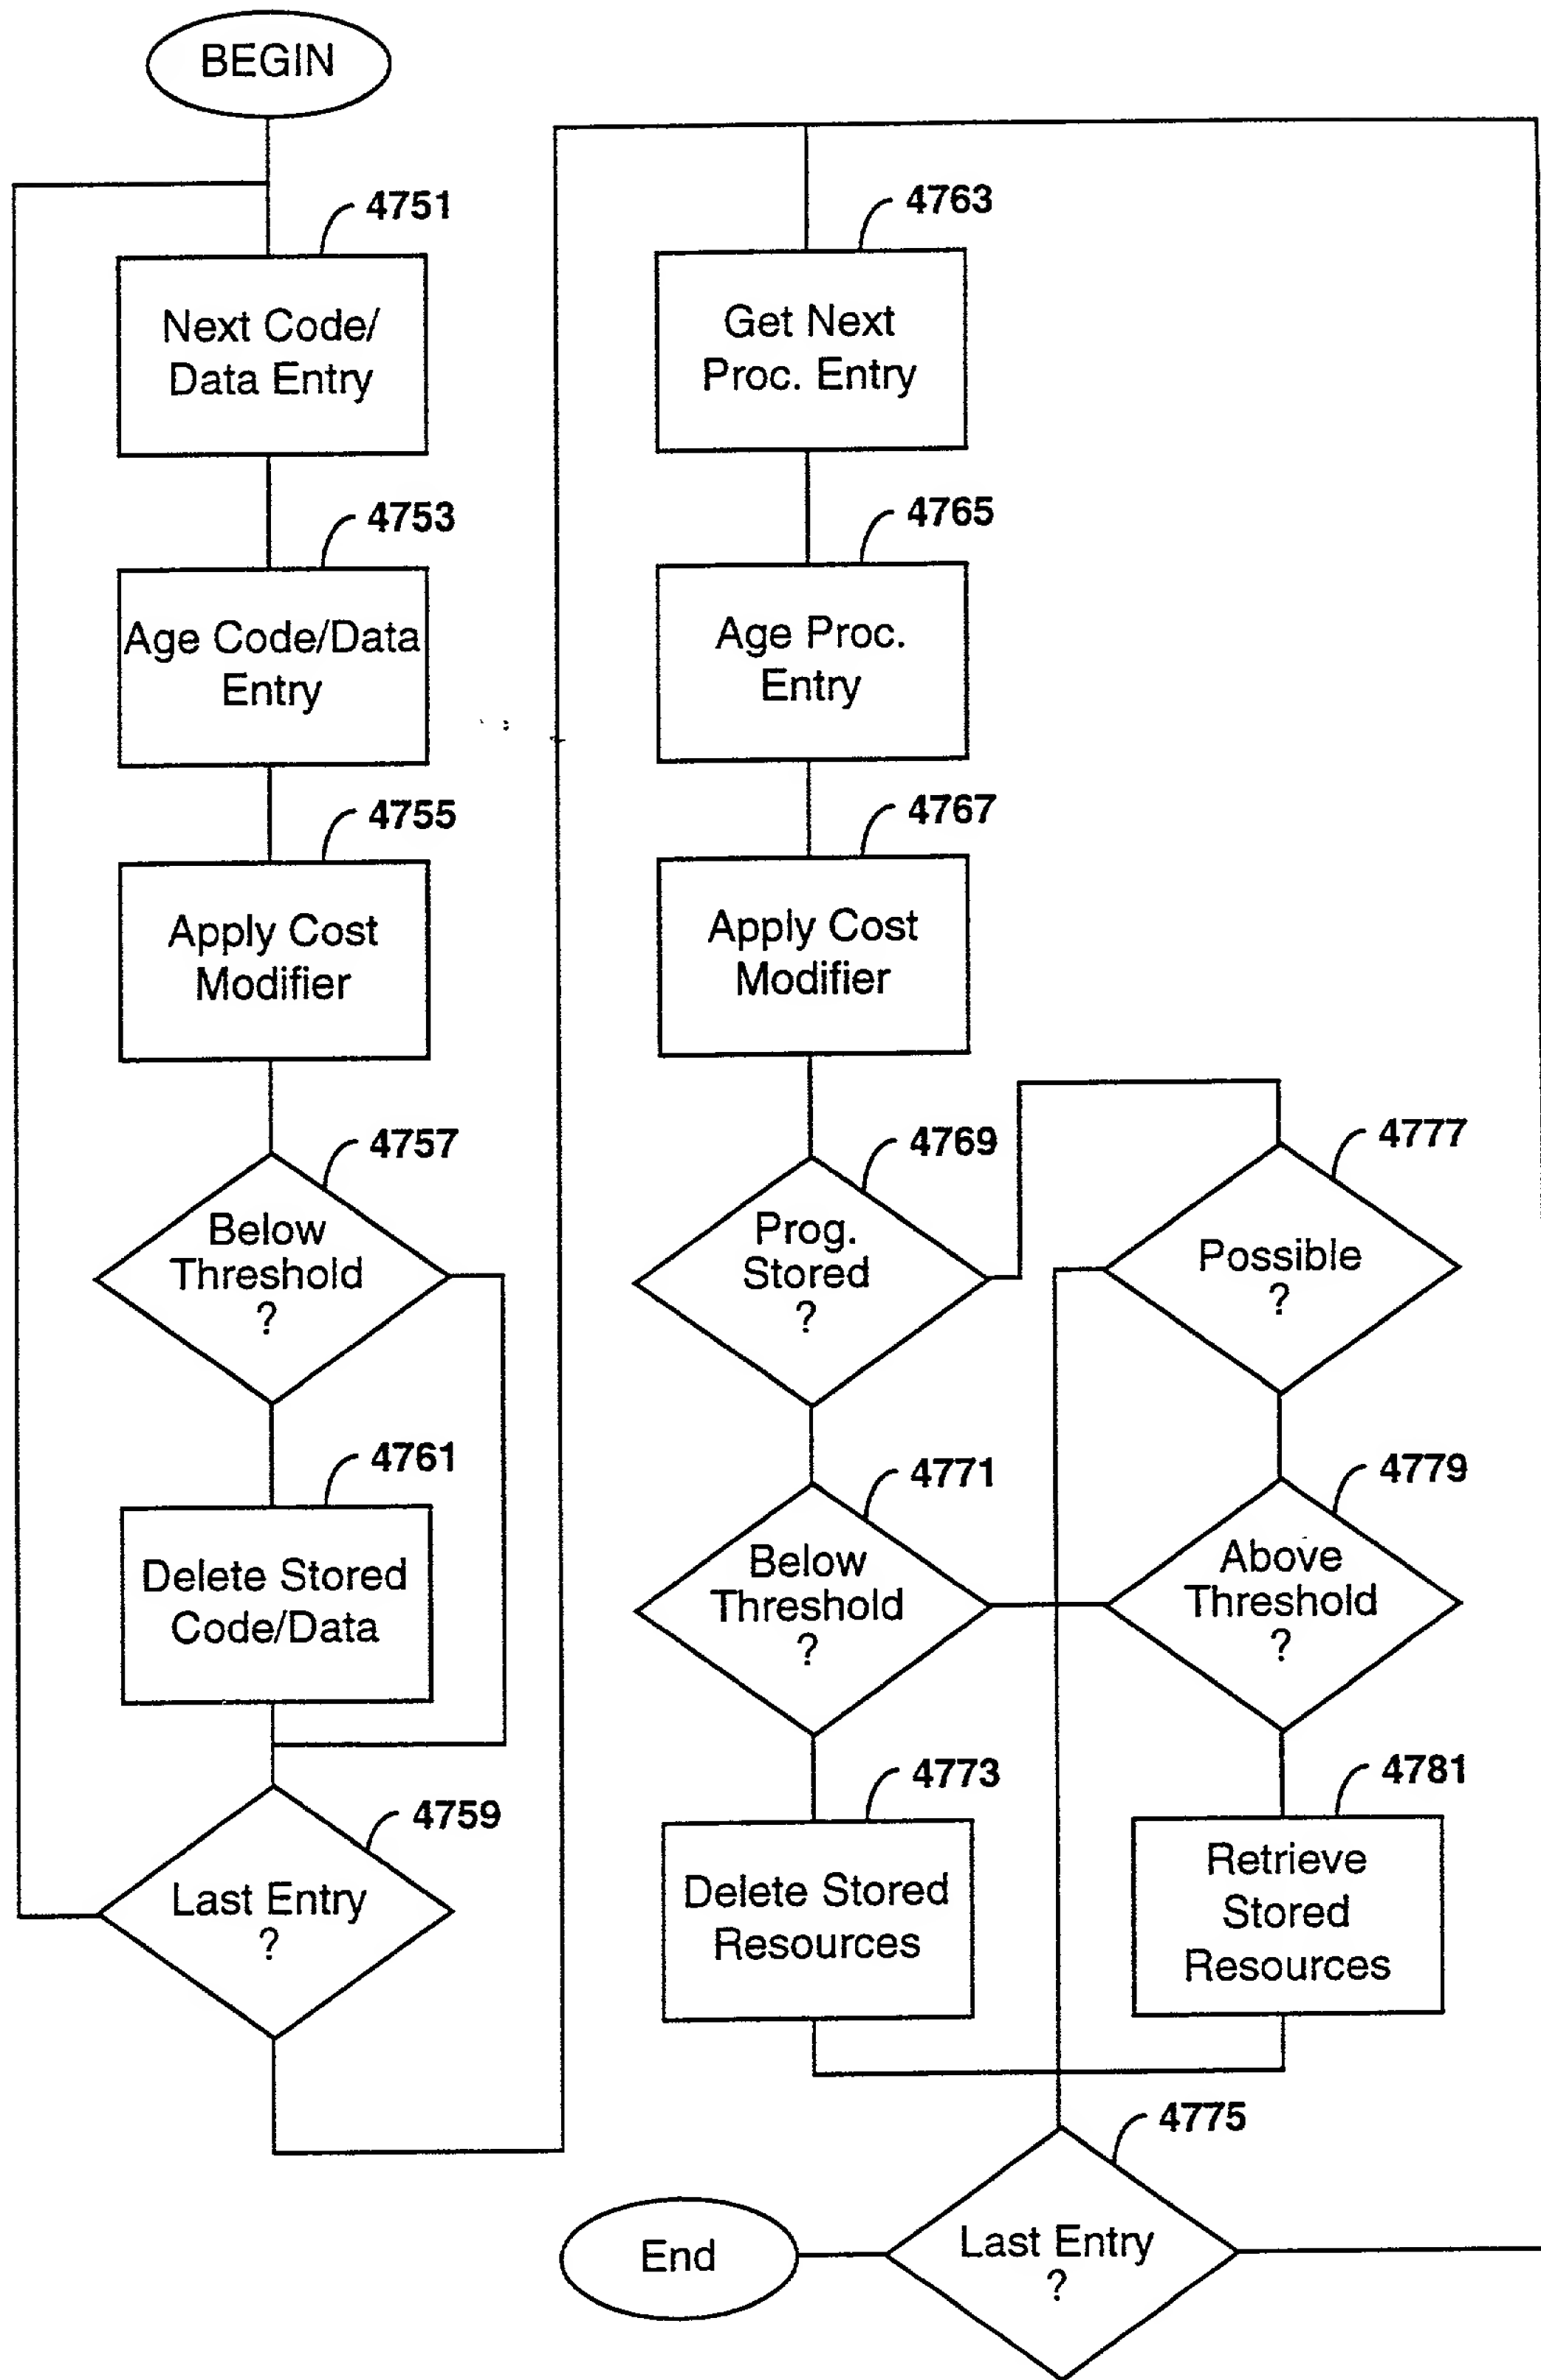 BEGIN
4751
Next Code/
Data Entry
4753
Age Code/Data
Entry
4755
Apply Cost
Modifier
4757
Below
Threshold
?
4761
Delete Stored
Code/Data
4759
Last Entry
?
4763
Get Next
Proc. Entry
4765
Age Proc.
Entry
4767
Apply Cost
Modifier
4769
Prog.
Stored
?
4771
Below
Threshold
?
4773
Delete Stored
Resources
4777
Possible
?
4779
Above
Threshold
?
4781
Retrieve
Stored
Resources
4775
Last Entry
?
End